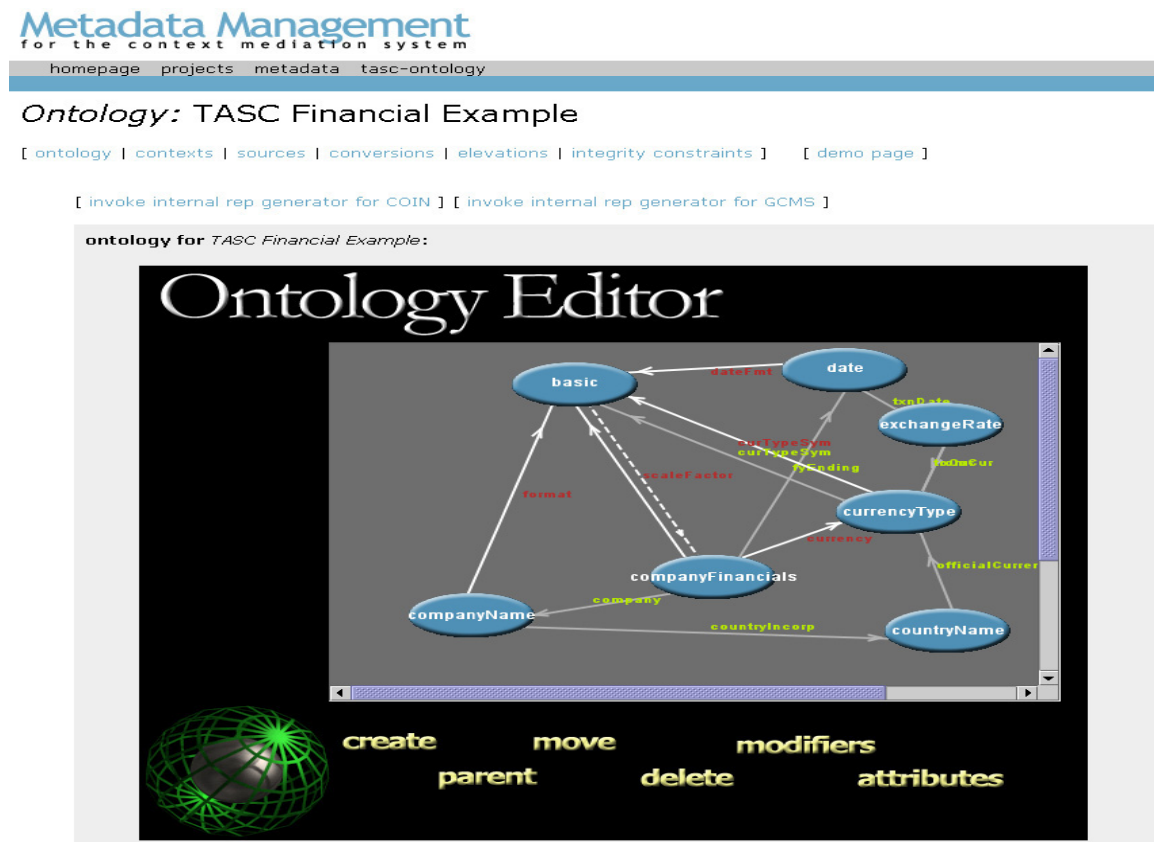 Metadata Management
for the context mediation system
homepage projects metadata tasc-ontology
Ontology: TASC Financial Example
[ ontology | contexts | sources | conversions | elevations | integrity constraints ] [ demo page ]
[ invoke internal rep generator for COIN ] [ invoke internal rep generator for GCMS ]
ontology for TASC Financial Example:
Ontology Editor
date
dateFmt
basic
txnDate
exchangeRate
curTypeSym
curTypeSym
fyEnding
scaleFactor
format
currencyType
currency
officialCurren
companyFinancials
company
companyName
countryIncorp
countryName
create move modifiers
parent delete attributes